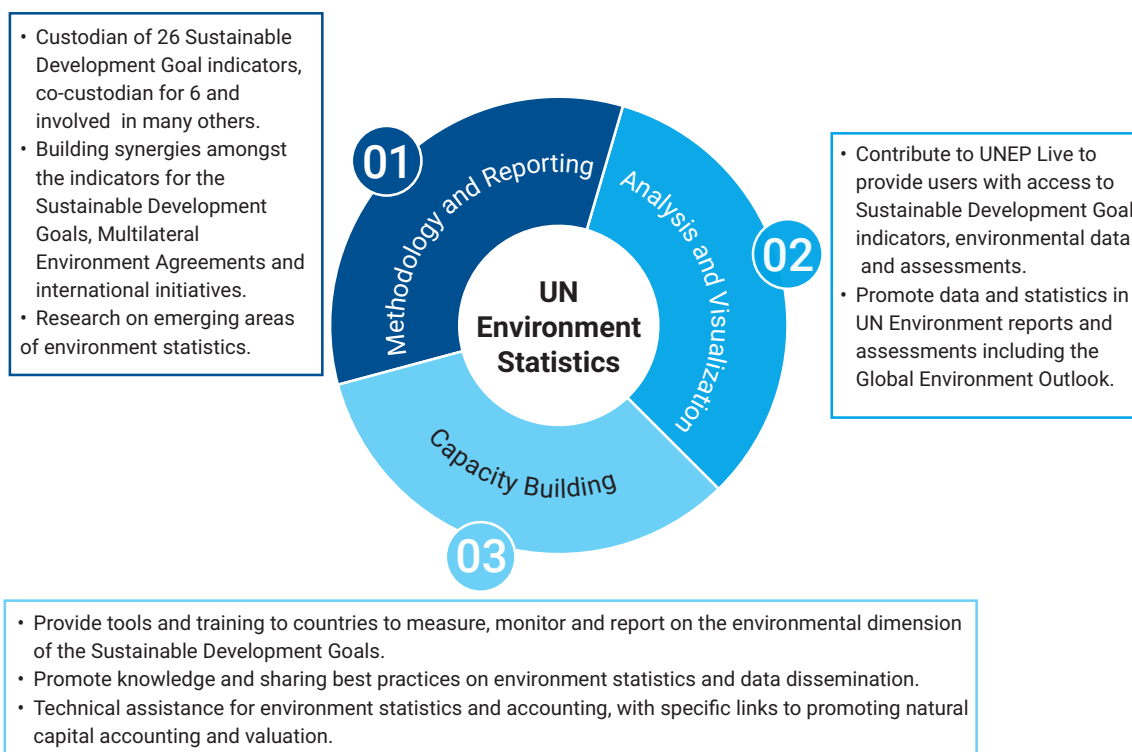 • Custodian of 26 Sustainable
Development Goal indicators,
co-custodian for 6 and
involved in many others.
• Building synergies amongst
the indicators for the
Sustainable Development
Goals, Multilateral
Environment Agreements and
international initiatives.
• Research on emerging areas
of environment statistics.
01
Methodology and Reporting
Analysis and Visualization
02
• Contribute to UNEP Live to
provide users with access to
Sustainable Development Goal
indicators, environmental data
and assessments.
• Promote data and statistics in
UN Environment reports and
assessments including the
Global Environment Outlook.
UN
Environment
Statistics
Capacity Building
03
• Provide tools and training to countries to measure, monitor and report on the environmental dimension
of the Sustainable Development Goals.
• Promote knowledge and sharing best practices on environment statistics and data dissemination.
• Technical assistance for environment statistics and accounting, with specific links to promoting natural
capital accounting and valuation.